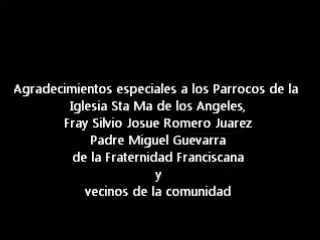 Agradecimientos especiales a los Parrocos de la
Iglesia Sta Ma de los Angeles,
Fray Silvio Josue Romero Juarez
Padre Miguel Guevarra
de la Fraternidad Franciscana
y
vecinos de la comunidad